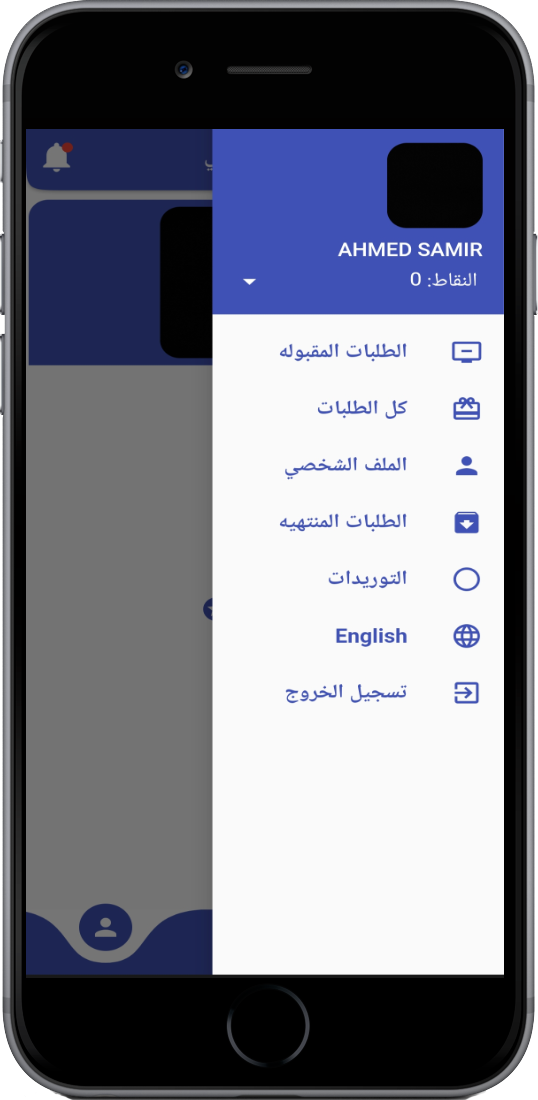 AHMED SAMIR
النقاط: 0
الطلبات المقبوله
كل الطلبات
الملف الشخصي
الطلبات المنتهيه
التوريدات
English
تسجيل الخروج